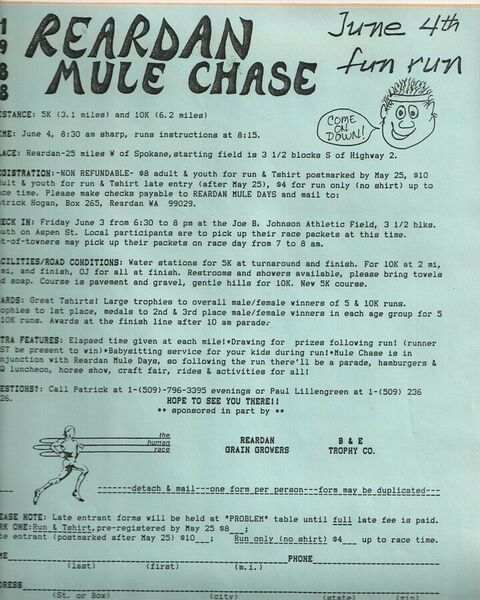 1988 REARDAN MULE CHASE
June 4th
fun run
COME ON DOWN!
ISTANCE: 5K (3.1 miles) and 10K (6.2 miles)
ME: June 4, 8:30 am sharp, runs instructions at 8:15.
LACE: Reardan-25 miles W of Spokane,starting field is 3 1/2 blocks S of Highway 2.
EGISTRATION:-NON REFUNDABLE- $8 adult & youth for run & Tshirt postmarked by May 25, $10
dult & youth for run & Tshirt late entry (after May 25), $4 for run only (no shirt) up to
ace time. Please make checks payable to REARDAN MULE DAYS and mail to:
atrick Hogan, Box 265, Reardan WA 99029.
HECK IN: Friday June 3 from 6:30 to 8 pm at the Joe B. Johnson Athletic Field, 3 1/2 blks.
outh on Aspen St. Local participants are to pick up their race packets at this time.
ut-of-towners may pick up their packets on race day from 7 to 8 am.
CILITIES/ROAD CONDITIONS: Water stations for 5K at turnaround and finish. For 10K at 2 mi,
mi, and finish, OJ for all at finish. Restrooms and showers available, please bring towels
nd soap. Course is pavement and gravel, gentle hills for 10K. New 5K course.
ARDS: Great Tshirts! Large trophies to overall male/female winners of 5 & 10K runs.
ophies to 1st place, medals to 2nd & 3rd place male/female winners in each age group for 5
10K runs. Awards at the finish line after 10 am parade.
TRA FEATURES: Elapsed time given at each mile!*Drawing for prizes following run! (runner
ST be present to win)*Babysitting service for your kids during run!*Mule Chase is in
njunction with Reardan Mule Days, so following the run there'll be a parade, hamburgers &
Q luncheon, horse show, craft fair, rides & activities for all!
ESTIONS?: Call Patrick at 1-(509)-796-3395 evenings or Paul Lillengreen at 1-(509) 236
26.
HOPE TO SEE YOU THERE!!
** sponsored in part by **
the human race
REARDAN GRAIN GROWERS
B & E TROPHY CO.
-------detach & mail---one form per person---form may be duplicated---
EASE NOTE: Late entrant forms will be held at *PROBLEM* table until full late fee is paid.
RK ONE:Run & Tshirt,pre-registered by May 25 $8___;
te entrant (postmarked after May 25) $10___; Run only (no shirt) $4___ up to race time.
ME PHONE
(last) (first) (m.i.)
DRESS
(St. or Box) (city) (state) (zip)